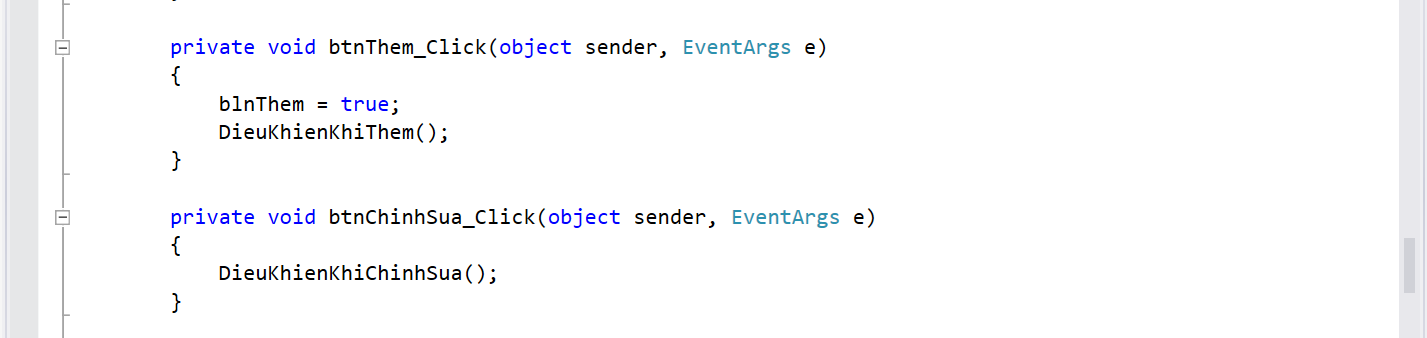 private void btnThem_Click(object sender, EventArgs e)
{
blnThem = true;
DieuKhienKhiThem();
}
private void btnChinhSua_Click(object sender, EventArgs e)
{
DieuKhienKhiChinhSua();
}